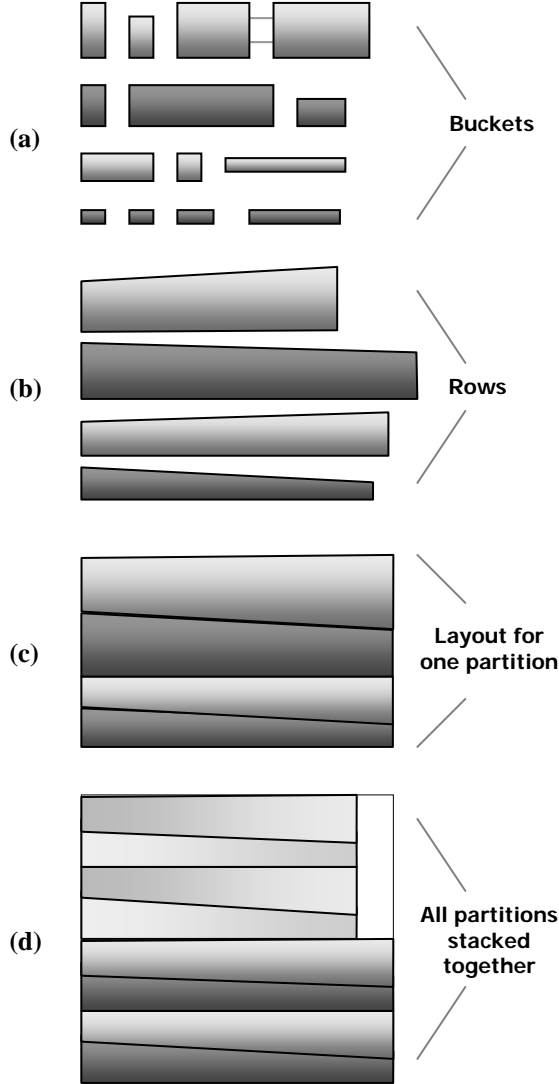 (a)
Buckets
(b)
Rows
(c)
Layout for
one partition
(d)
All partitions
stacked
together